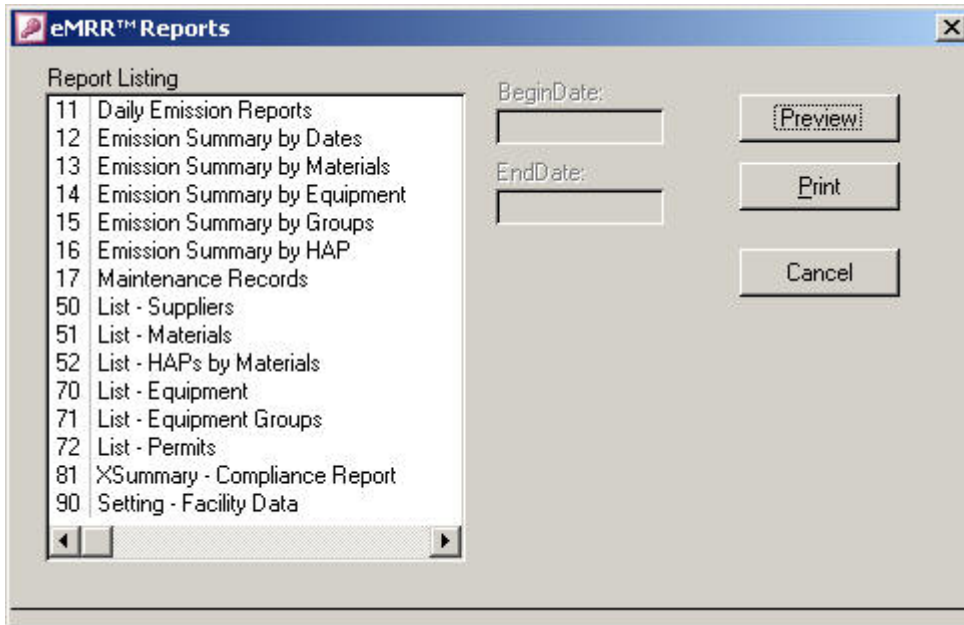 eMRR™ Reports
Report Listing
11 Daily Emission Reports
12 Emission Summary by Dates
13 Emission Summary by Materials
14 Emission Summary by Equipment
15 Emission Summary by Groups
16 Emission Summary by HAP
17 Maintenance Records
50 List - Suppliers
51 List - Materials
52 List - HAPs by Materials
70 List - Equipment
71 List - Equipment Groups
72 List - Permits
81 XSummary - Compliance Report
90 Setting - Facility Data
BeginDate:
EndDate:
Preview
Print
Cancel